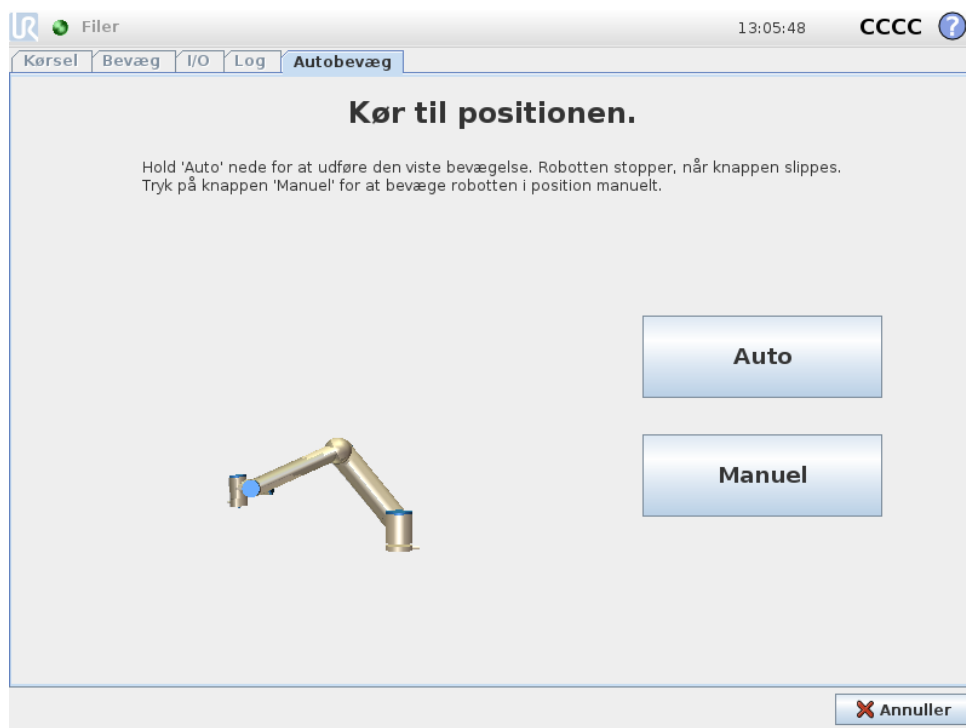 UR Filer 13:05:48 CCCC ?
Kørsel Bevæg I/O Log Autobevæg
Kør til positionen.
Hold 'Auto' nede for at udføre den viste bevægelse. Robotten stopper, når knappen slippes.
Tryk på knappen 'Manuel' for at bevæge robotten i position manuelt.
Auto
Manuel
Annuller